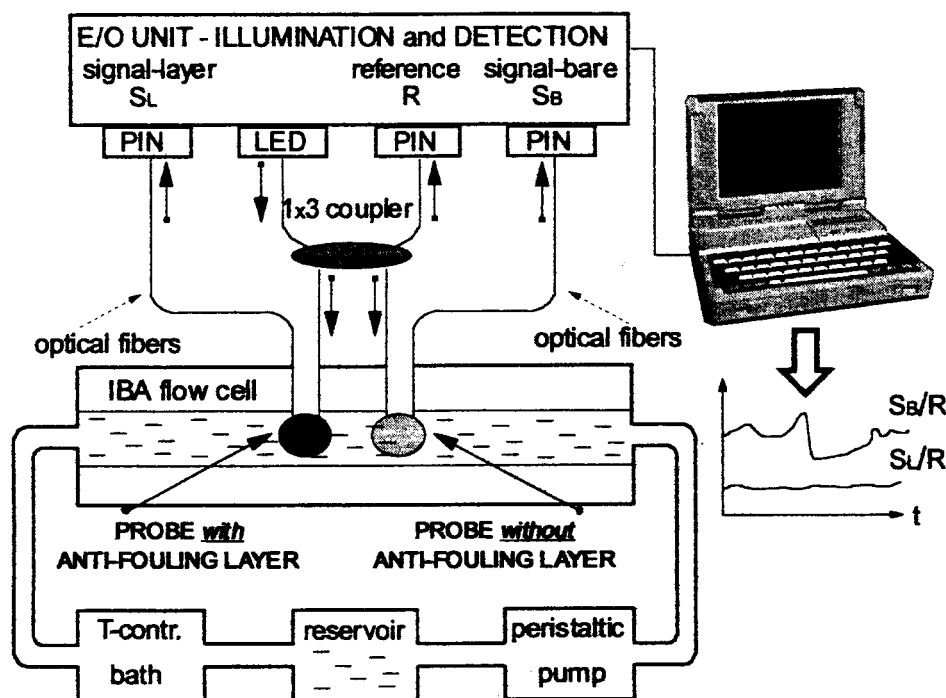 E/O UNIT - ILLUMINATION and DETECTION
signal-layer reference signal-bare
SL R SB
PIN LED PIN PIN
1x3 coupler
optical fibers optical fibers
IBA flow cell
SB/R
SL/R
t
PROBE with PROBE without
ANTI-FOULING LAYER ANTI-FOULING LAYER
T-contr. reservoir peristaltic
bath pump